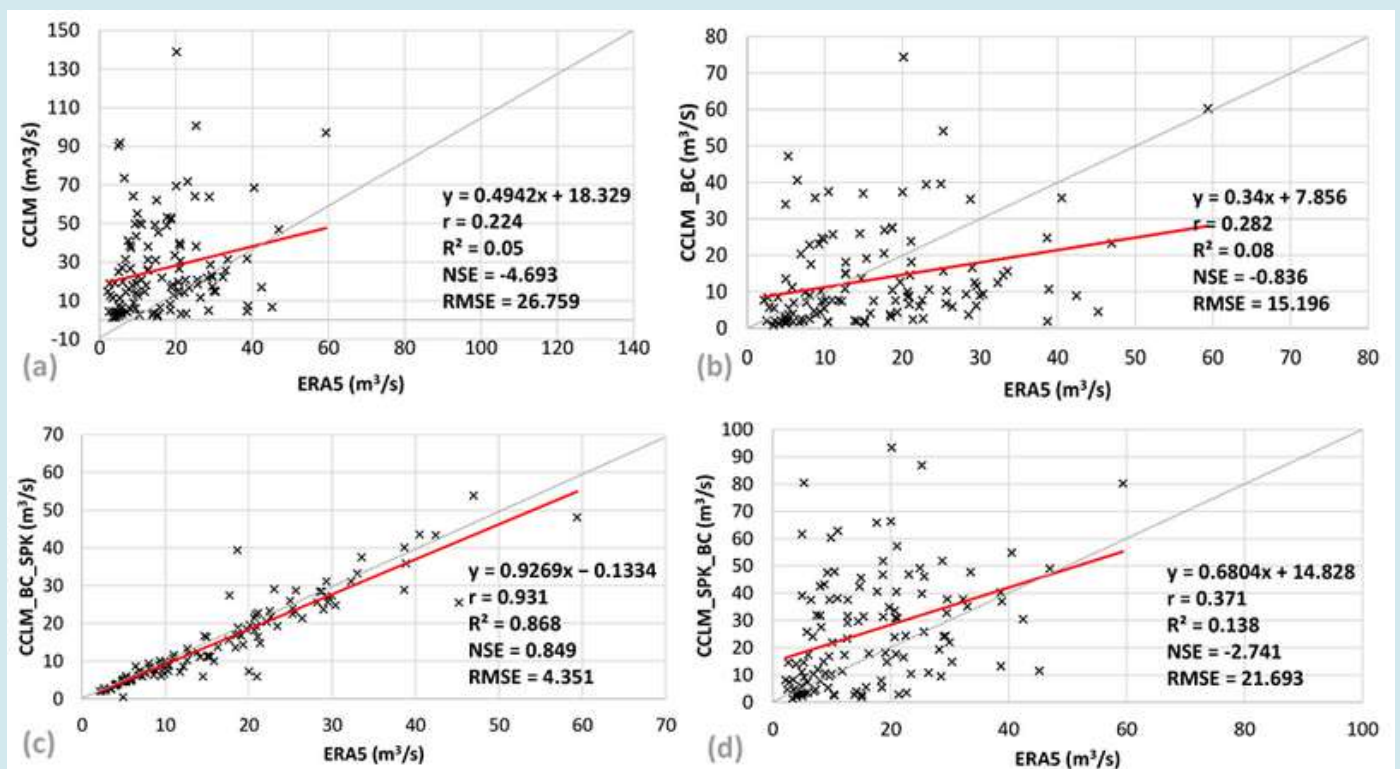 150
130
110
90
70
50
30
10
-10
CCLM (m^3/s)
y = 0.4942x + 18.329
r = 0.224
R² = 0.05
NSE = -4.693
RMSE = 26.759
0 20 40 60 80 100 120 140
(a)
ERA5 (m³/s)
80
70
60
50
40
30
20
10
0
CCLM_BC (m³/s)
y = 0.34x + 7.856
r = 0.282
R² = 0.08
NSE = -0.836
RMSE = 15.196
0 10 20 30 40 50 60 70 80
(b)
ERA5 (m³/s)
70
60
50
40
30
20
10
0
CCLM_BC_SPK (m³/s)
y = 0.9269x − 0.1334
r = 0.931
R² = 0.868
NSE = 0.849
RMSE = 4.351
0 10 20 30 40 50 60 70
(c)
ERA5 (m³/s)
100
90
80
70
60
50
40
30
20
10
0
CCLM_SPK_BC (m³/s)
y = 0.6804x + 14.828
r = 0.371
R² = 0.138
NSE = -2.741
RMSE = 21.693
0 20 40 60 80 100
(d)
ERA5 (m³/s)